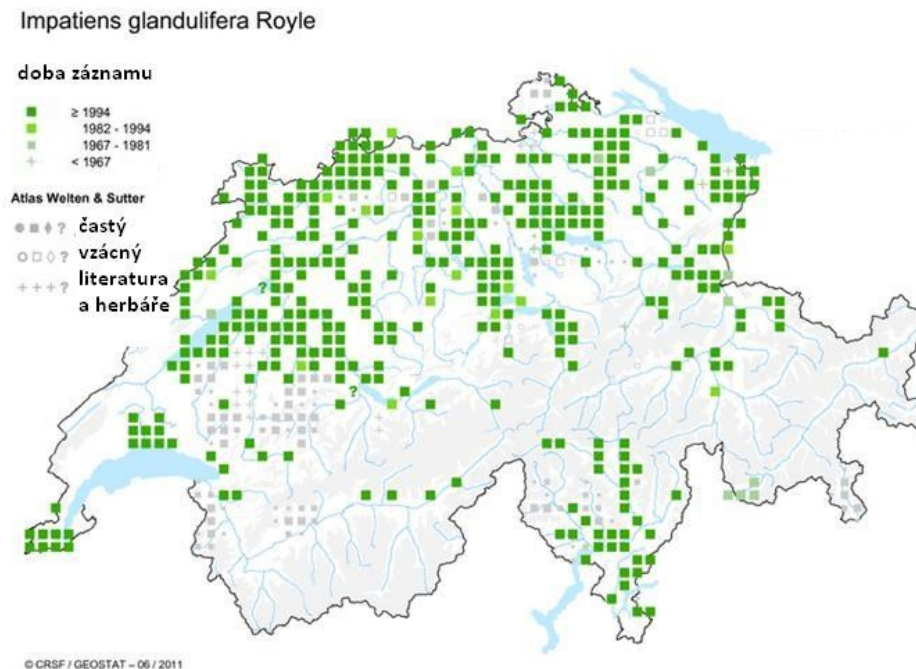 Impatiens glandulifera Royle
doba záznamu
≥ 1994
1982 - 1994
1967 - 1981
< 1967
Atlas Welten & Sutter
? častý
? vzácný
+++? literatura
a herbáře
?
?
© CRSF / GEOSTAT – 06 / 2011